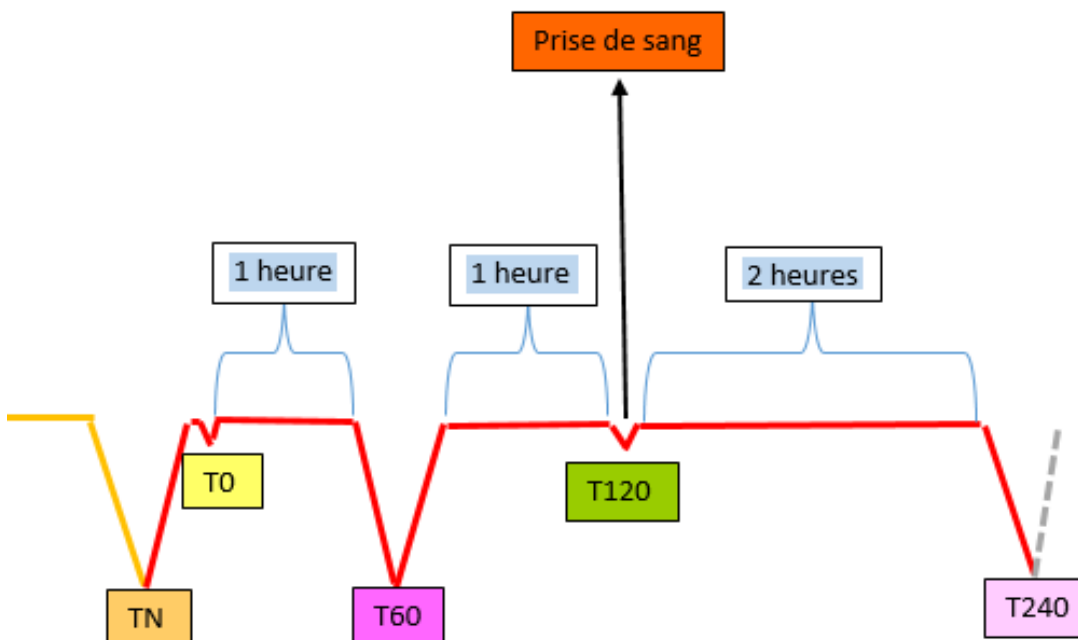 Prise de sang
1 heure
1 heure
2 heures
T0
T120
TN
T60
T240